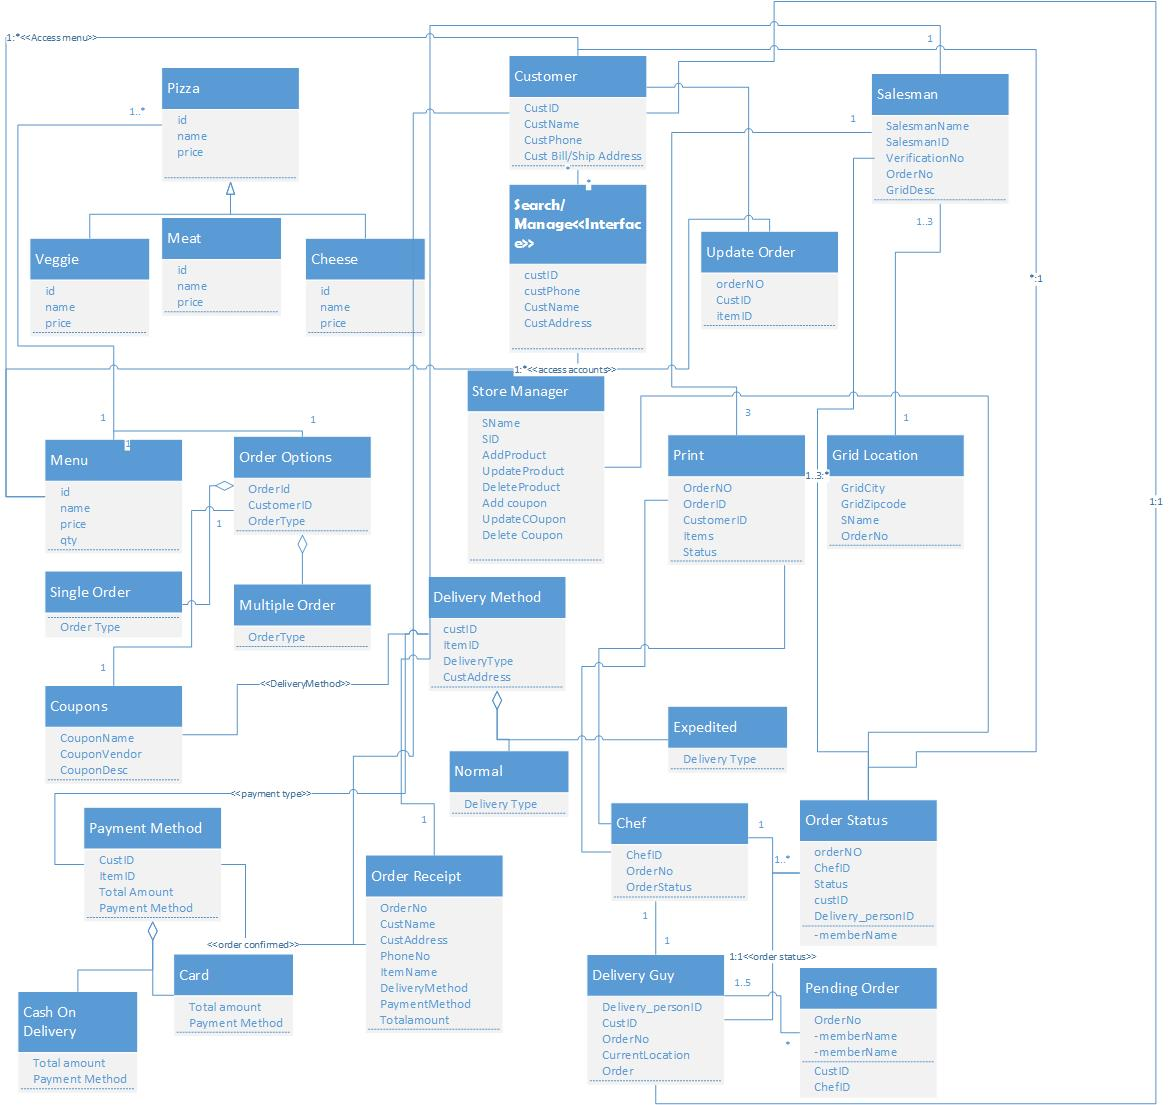 1:*<<Access menu>>
1
Pizza
id
name
price
1..*
Customer
CustID
CustName
CustPhone
Cust Bill/Ship Address
*
*
Salesman
SalesmanName
SalesmanID
VerificationNo
OrderNo
GridDesc
1
1..3
Search/
Manage<<Interfac
e>>
custID
custPhone
CustName
CustAddress
Veggie
id
name
price
Meat
id
name
price
Cheese
id
name
price
Update Order
orderNO
CustID
itemID
*:1
1:*<<access accounts>>
Store Manager
SName
SID
AddProduct
UpdateProduct
DeleteProduct
Add coupon
UpdateCOupon
Delete Coupon
1
1
1
3
1
Menu
id
name
price
qty
Order Options
OrderId
CustomerID
OrderType
1
Print
OrderNO
OrderID
CustomerID
Items
Status
1..3:*
Grid Location
GridCity
GridZipcode
SName
OrderNo
1:1
Single Order
Order Type
Multiple Order
OrderType
Delivery Method
custID
ItemID
DeliveryType
CustAddress
1
Coupons
CouponName
CouponVendor
CouponDesc
<<DeliveryMethod>>
Expedited
Delivery Type
Normal
Delivery Type
<<payment type>>
1
Payment Method
CustID
ItemID
Total Amount
Payment Method
Chef
ChefID
OrderNo
OrderStatus
1
1..*
Order Status
orderNO
ChefID
Status
custID
Delivery_personID
-memberName
Order Receipt
OrderNo
CustName
CustAddress
PhoneNo
ItemName
DeliveryMethod
PaymentMethod
Totalamount
<<order confirmed>>
1
1
1:1<<order status>>
Card
Total amount
Payment Method
Cash On
Delivery
Total amount
Payment Method
Delivery Guy
Delivery_personID
CustID
OrderNo
CurrentLocation
Order
1..5
*
Pending Order
OrderNo
-memberName
-memberName
CustID
ChefID